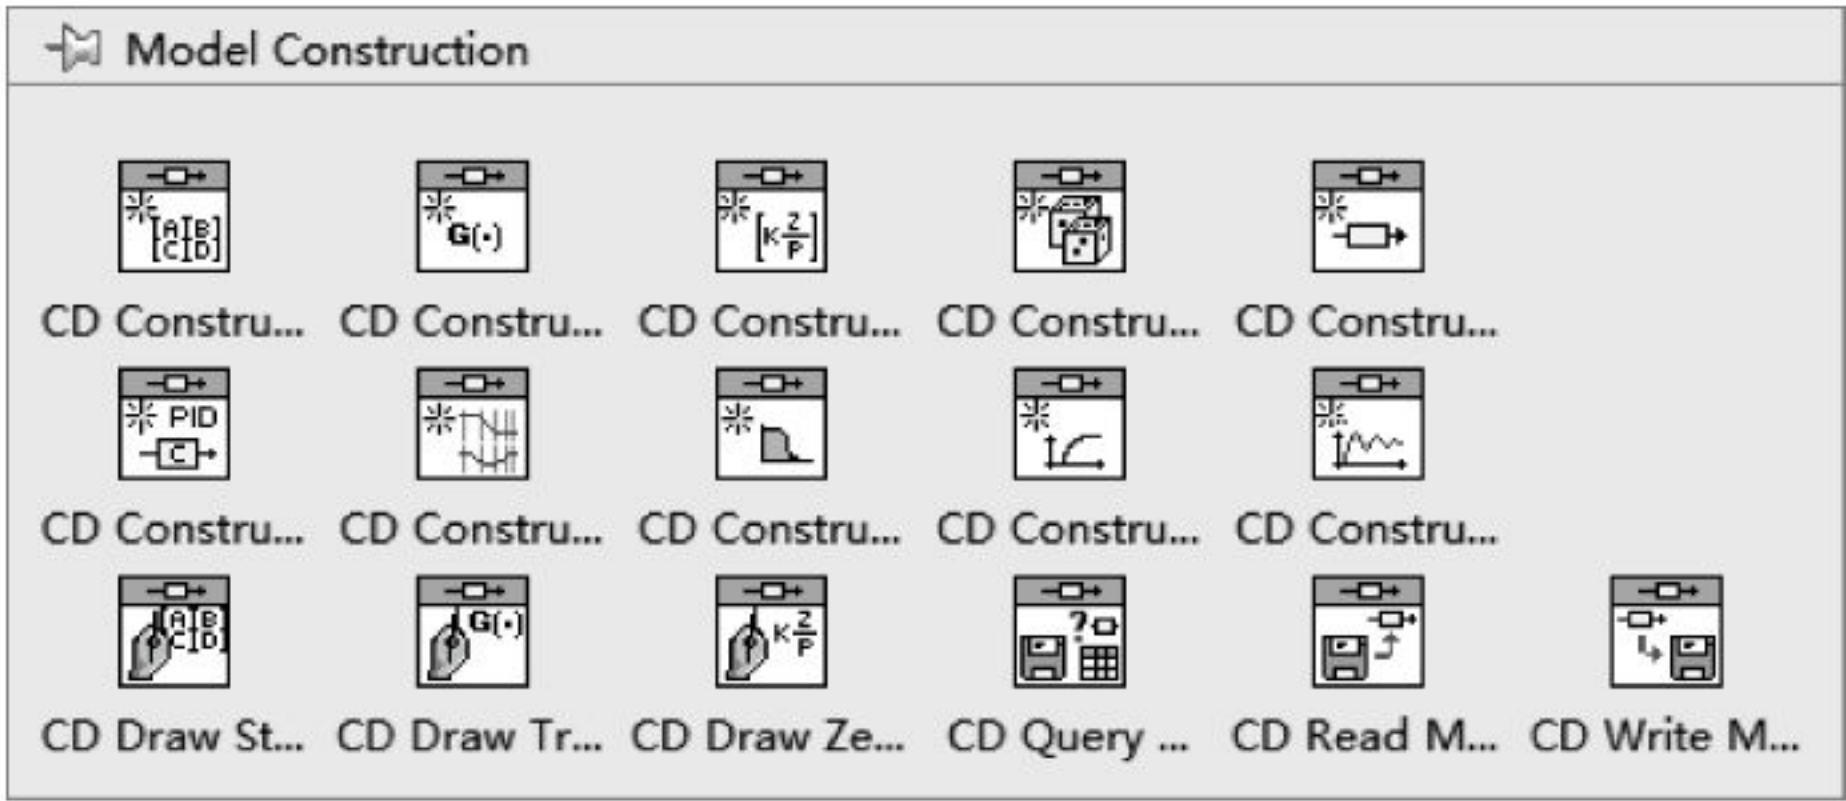 Model Construction
[A B] G(·) [K Z/P]
[C D]
CD Constru... CD Constru... CD Constru... CD Constru... CD Constru...
PID
C
CD Constru... CD Constru... CD Constru... CD Constru... CD Constru...
[A B] G(·) K Z/P ?
[C D]
CD Draw St... CD Draw Tr... CD Draw Ze... CD Query ... CD Read M... CD Write M...